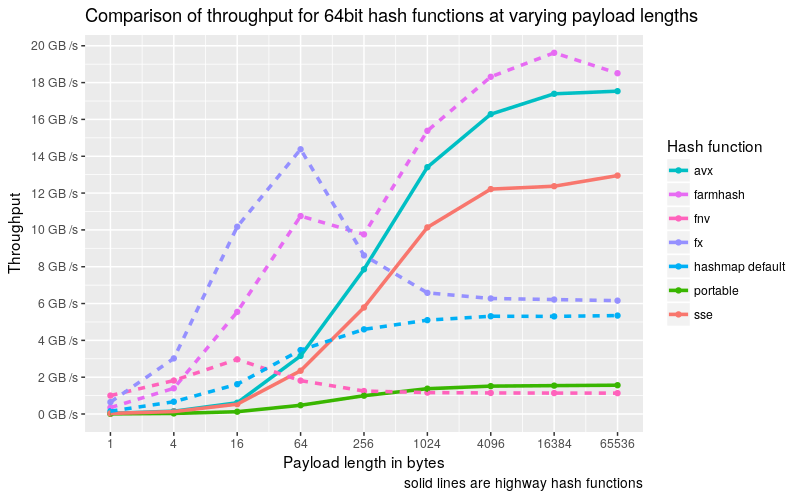 Comparison of throughput for 64bit hash functions at varying payload lengths
Throughput
20 GB /s
18 GB /s
16 GB /s
14 GB /s
12 GB /s
10 GB /s
8 GB /s
6 GB /s
4 GB /s
2 GB /s
0 GB /s
1 4 16 64 256 1024 4096 16384 65536
Payload length in bytes
solid lines are highway hash functions
Hash function
avx
farmhash
fnv
fx
hashmap default
portable
sse